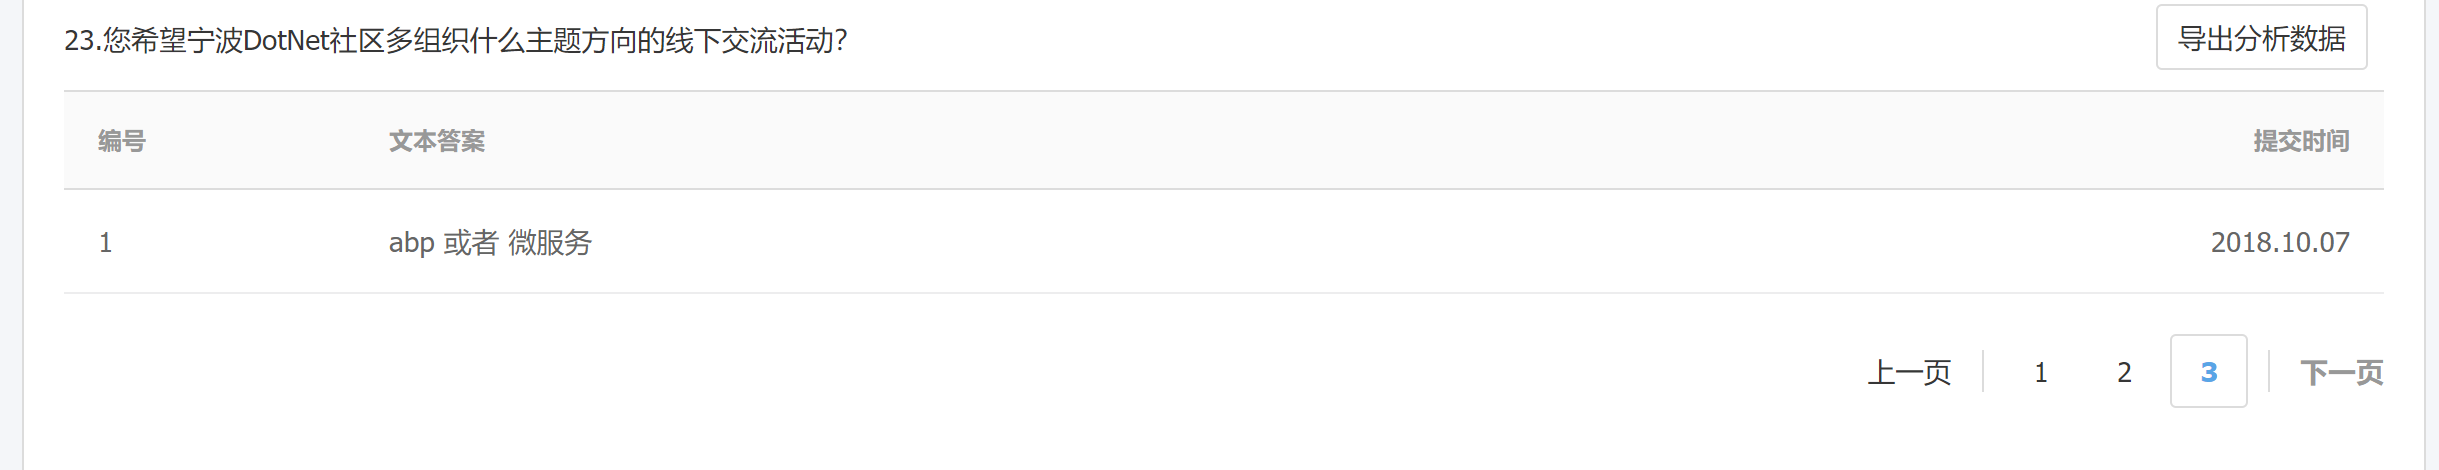 23.您希望宁波DotNet社区多组织什么主题方向的线下交流活动?
导出分析数据
编号 文本答案 提交时间
1 abp 或者 微服务 2018.10.07
上一页 1 2 3 下一页